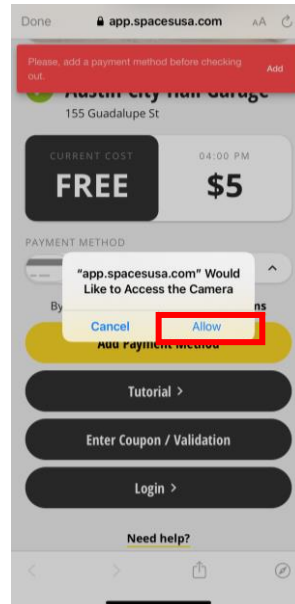 Done app.spacesusa.com AA
Please, add a payment method before checking Add
out.
Austin City Hall Garage
155 Guadalupe St
CURRENT COST 04:00 PM
FREE $5
PAYMENT METHOD
"app.spacesusa.com" Would
Like to Access the Camera
By ns
Cancel Allow
Add Payment Method
Tutorial >
Enter Coupon / Validation
Login >
Need help?